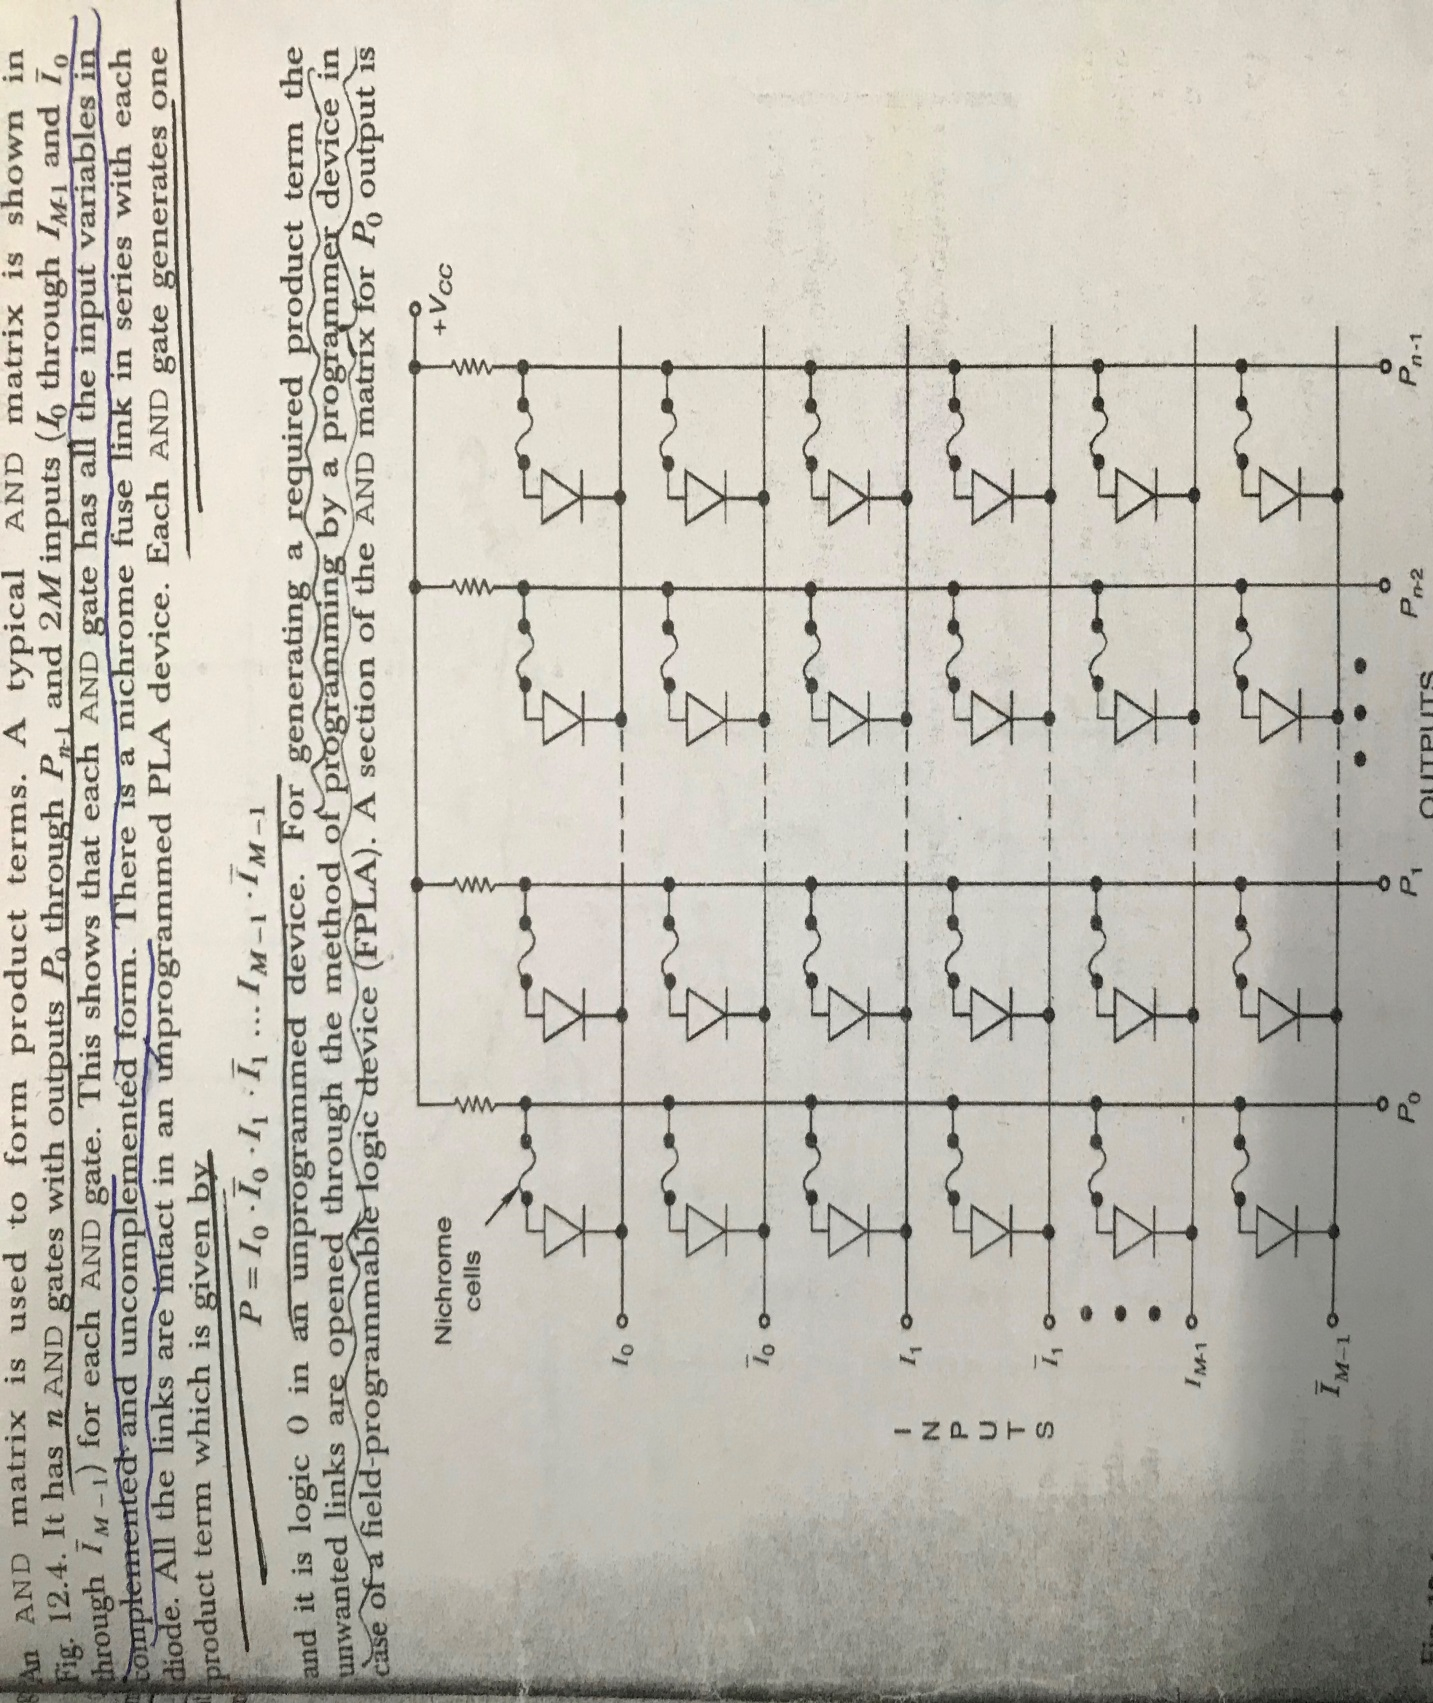 An AND matrix is used to form product terms. A typical AND matrix is shown in
Fig. 12.4. It has n AND gates with outputs P₀ through Pₙ₋₁ and 2M inputs (I₀ through I_M-1 and Ī₀
through Ī_M−1) for each AND gate. This shows that each AND gate has all the input variables in
complemented and uncomplemented form. There is a nichrome fuse link in series with each
diode. All the links are intact in an unprogrammed PLA device. Each AND gate generates one
product term which is given by
P = I₀ · Ī₀ · I₁ · Ī₁ ... I_M−1 · Ī_M−1
and it is logic 0 in an unprogrammed device. For generating a required product term the
unwanted links are opened through the method of programming by a programmer device in
case of a field-programmable logic device (FPLA). A section of the AND matrix for P₀ output is
+V_CC
Nichrome
cells
I₀
Ī₀
I₁
Ī₁
I_M-1
Ī_M−1
INPUTS
P₀
P₁
Pₙ₋₂
Pₙ₋₁
OUTPUTS